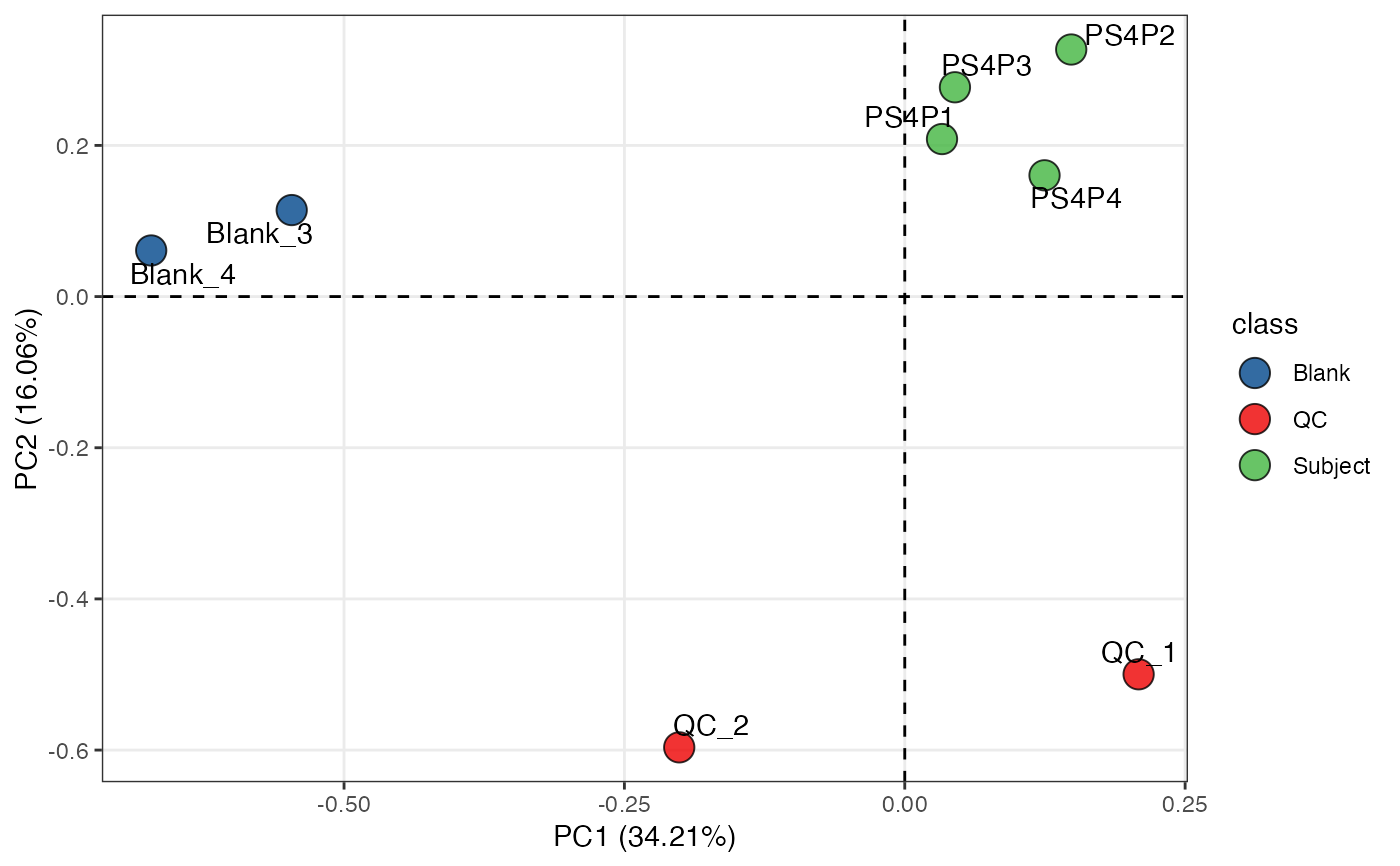 PS4P2
PS4P3
PS4P1
PS4P4
Blank_3
Blank_4
QC_1
QC_2
0.2
0.0
-0.2
-0.4
-0.6
PC2 (16.06%)
-0.50
-0.25
0.00
0.25
PC1 (34.21%)
class
Blank
QC
Subject